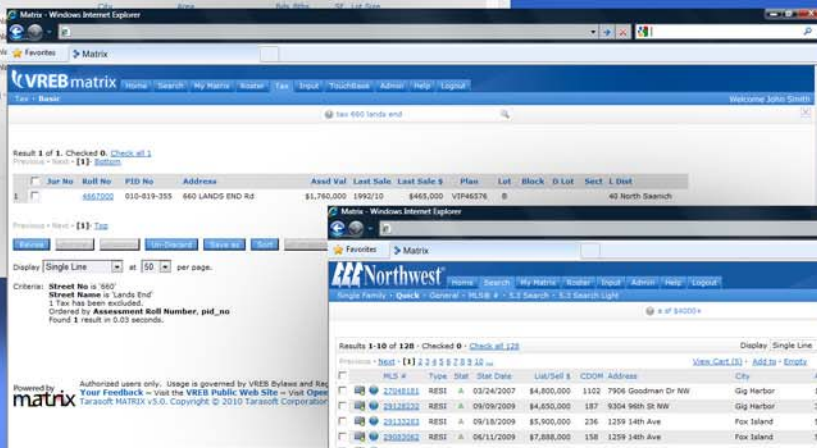 City Area Bds Bths SF Lot Size
Matrix - Windows Internet Explorer
Favorites Matrix
VREB matrix Home Search My Matrix Roster Tax Input TouchBase Admin Help Logout
Tax · Basic Welcome John Smith
tax 660 lands end
Result 1 of 1. Checked 0. Check all 1
Previous · Next · [1]· Bottom
Jur No Roll No PID No Address Assd Val Last Sale Last Sale $ Plan Lot Block D Lot Sect L Dist
1 4667000 010-819-355 660 LANDS END Rd $1,760,000 1992/10 $465,000 VIP46576 B 40 North Saanich
Previous · Next · [1]· Top
Revise Un-Discard Save as Sort
Display Single Line at 50 per page.
Criteria: Street No is '660'
Street Name is 'Lands End'
1 Tax has been excluded.
Ordered by Assessment Roll Number, pid_no
Found 1 result in 0.03 seconds.
Powered by matrix
Authorized users only. Usage is governed by VREB Bylaws and Reg
Your Feedback – Visit the VREB Public Web Site – Visit Open
Tarasoft MATRIX v5.0. Copyright © 2010 Tarasoft Corporation
Matrix - Windows Internet Explorer
Favorites Matrix
Northwest Home Search My Matrix Roster Input Admin Help Logout
Single Family · Quick · General · MLS® # · 5.3 Search · 5.3 Search Light
s sf $4000+
Results 1-10 of 128 · Checked 0 · Check all 128 Display Single Line
Previous · Next · [1] 2 3 4 5 6 7 8 9 10 ... View Cart (5) · Add to · Empty
MLS # Type Stat Stat Date List/Sell $ CDOM Address City
27048181 RESI A 03/24/2007 $4,800,000 1102 7906 Goodman Dr NW Gig Harbor
29128232 RESI A 09/09/2009 $4,650,000 187 9304 96th St NW Gig Harbor
29133283 RESI A 09/18/2009 $5,900,000 236 1259 14th Ave Fox Island
29083062 RESI A 06/11/2009 $7,888,000 158 1259 14th Ave Fox Island